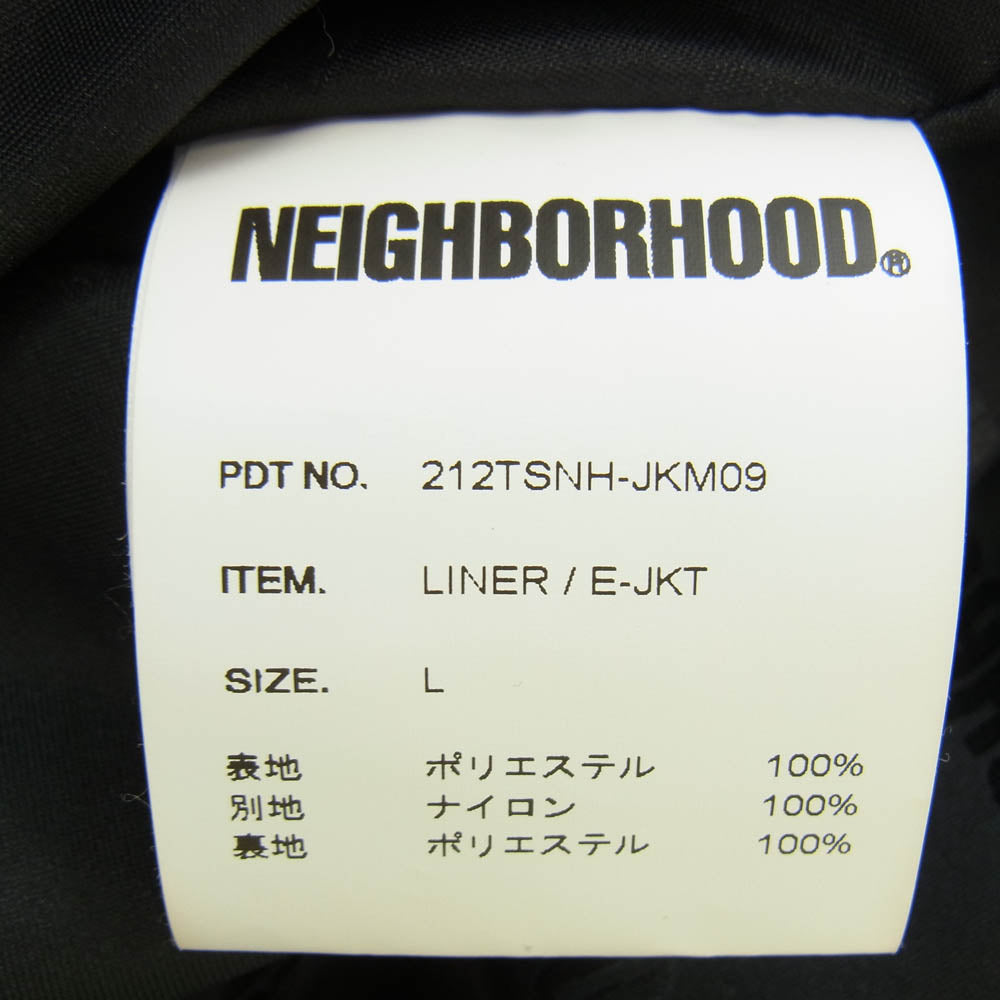 NEIGHBORHOOD®
PDT NO. 212TSNH-JKM09
ITEM. LINER / E-JKT
SIZE. L
表地 ポリエステル 100%
別地 ナイロン 100%
裏地 ポリエステル 100%